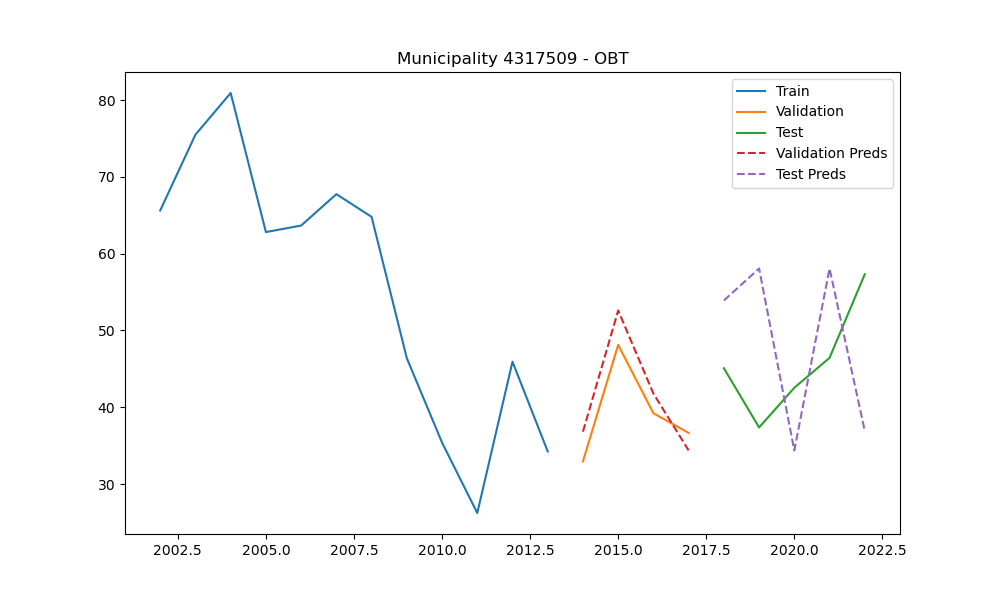 Municipality 4317509 - OBT
Train
Validation
Test
Validation Preds
Test Preds
80
70
60
50
40
30
2002.5 2005.0 2007.5 2010.0 2012.5 2015.0 2017.5 2020.0 2022.5